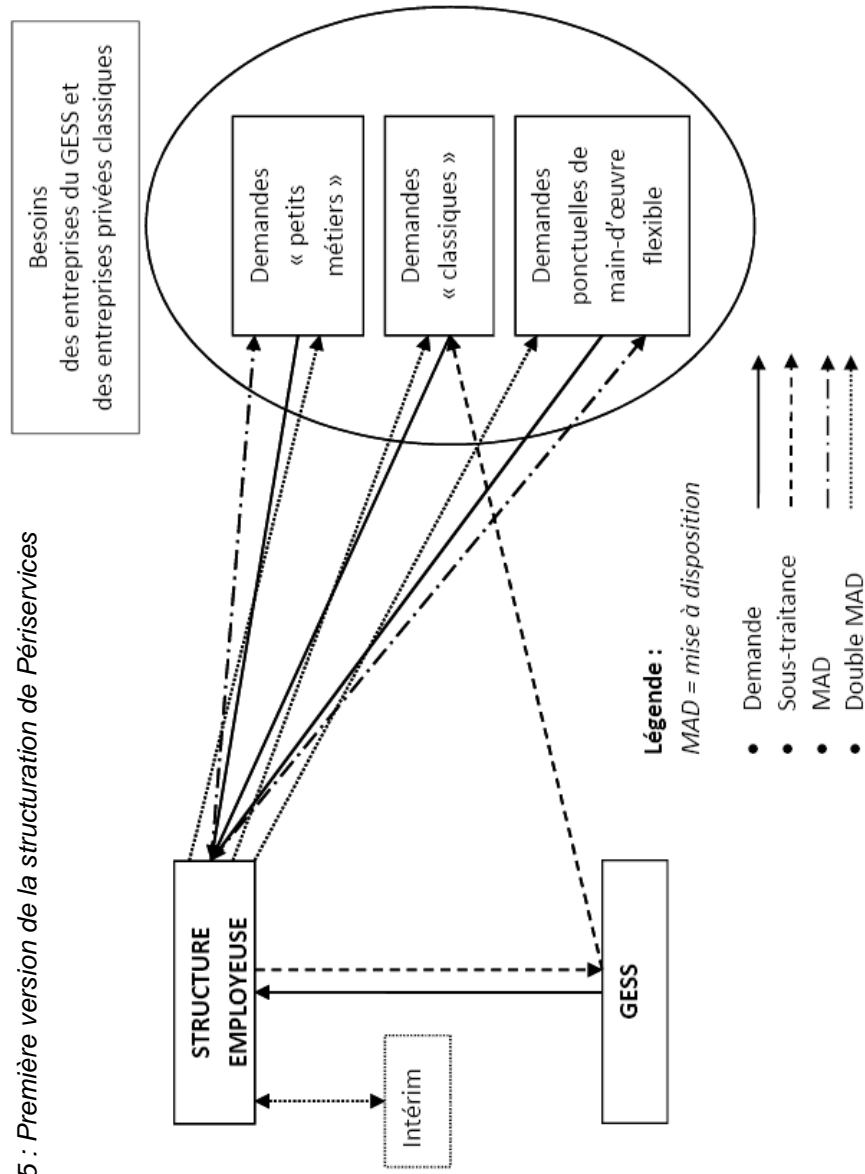 5 : Première version de la structuration de Périservices
Besoins
des entreprises du GESS et
des entreprises privées classiques
STRUCTURE
EMPLOYEUSE
Intérim
GESS
Demandes
« petits
métiers »
Demandes
« classiques »
Demandes
ponctuelles de
main-d'œuvre
flexible
Légende :
MAD = mise à disposition
• Demande
• Sous-traitance
• MAD
• Double MAD